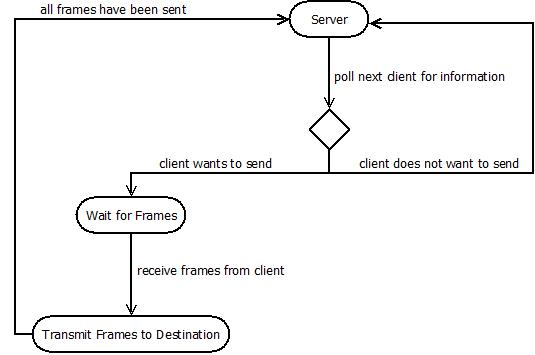 all frames have been sent
Server
poll next client for information
client wants to send
client does not want to send
Wait for Frames
receive frames from client
Transmit Frames to Destination